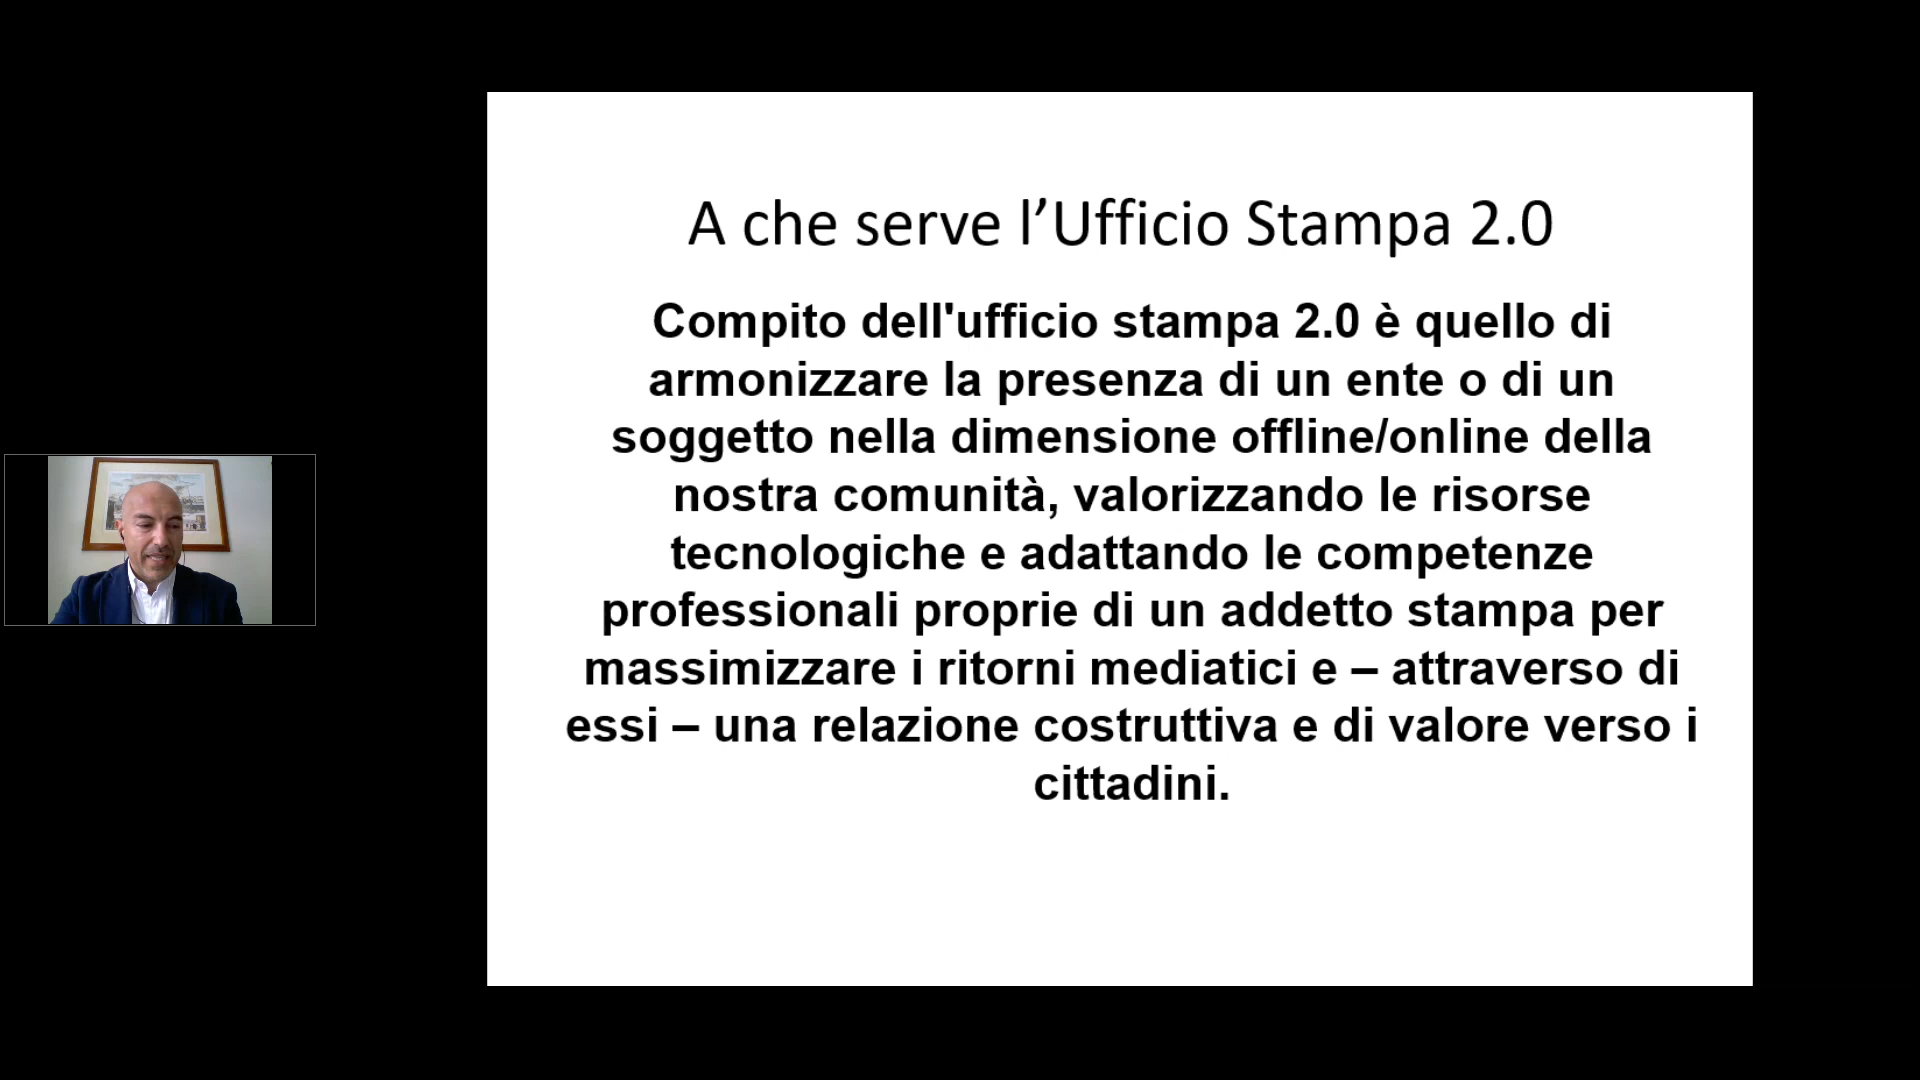 A che serve l’Ufficio Stampa 2.0
Compito dell'ufficio stampa 2.0 è quello di
armonizzare la presenza di un ente o di un
soggetto nella dimensione offline/online della
nostra comunità, valorizzando le risorse
tecnologiche e adattando le competenze
professionali proprie di un addetto stampa per
massimizzare i ritorni mediatici e – attraverso di
essi – una relazione costruttiva e di valore verso i
cittadini.